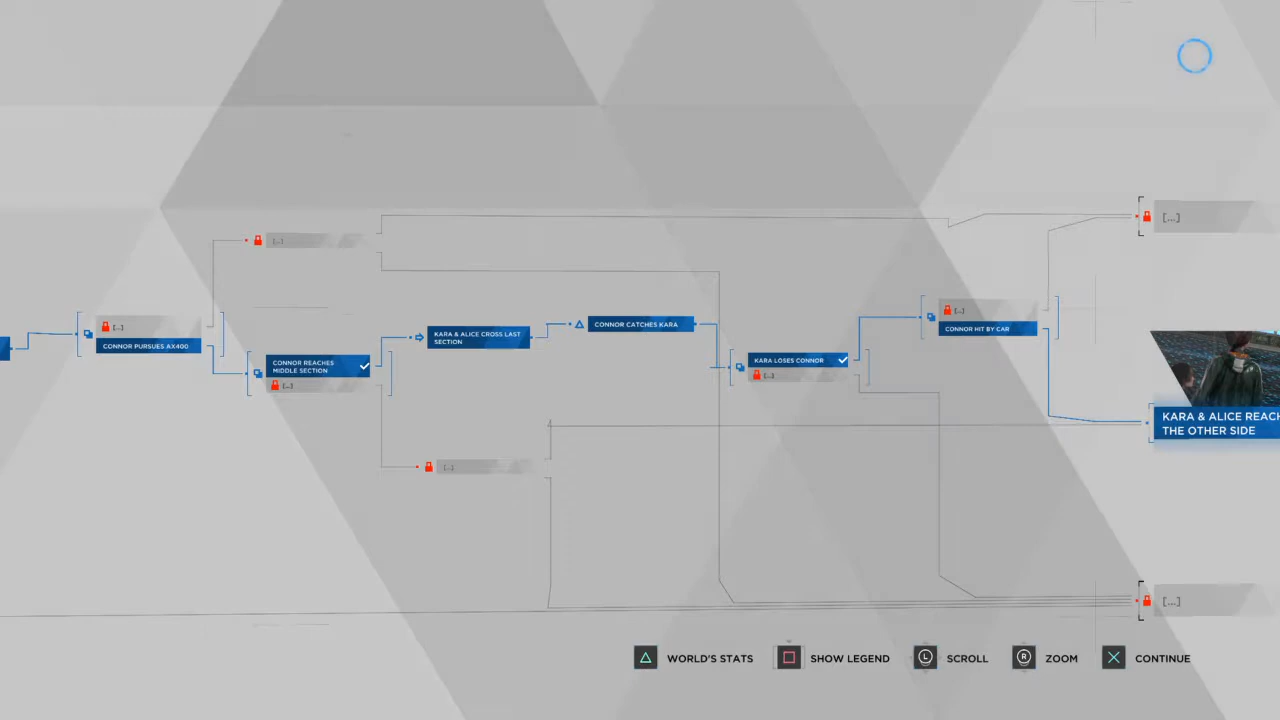 [...]
[...]
[...]
CONNOR PURSUES AX400
CONNOR REACHES
MIDDLE SECTION
[...]
KARA & ALICE CROSS LAST
SECTION
CONNOR CATCHES KARA
KARA LOSES CONNOR
[...]
[...]
CONNOR HIT BY CAR
KARA & ALICE REACH
THE OTHER SIDE
[...]
[...]
WORLD'S STATS
SHOW LEGEND
L
SCROLL
R
ZOOM
CONTINUE